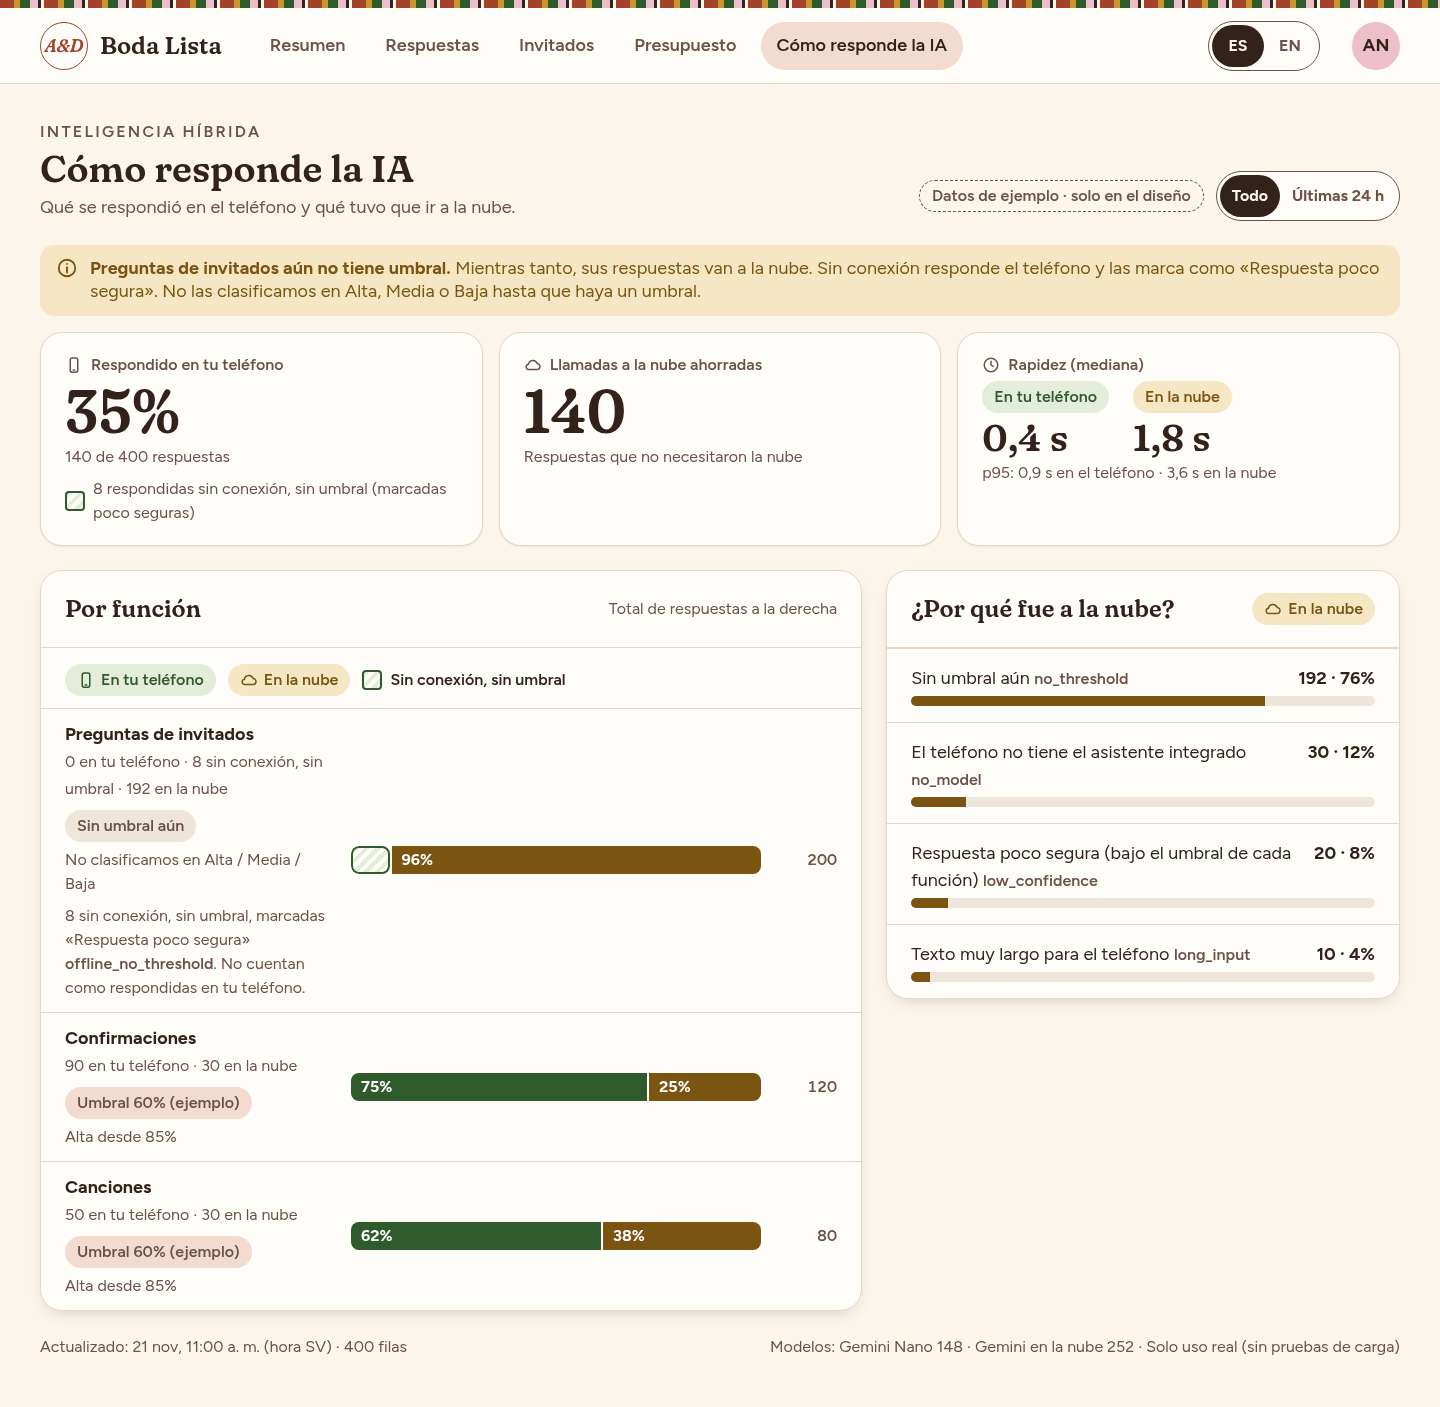 A&D
Boda Lista
Resumen
Respuestas
Invitados
Presupuesto
Cómo responde la IA
ES
EN
AN
INTELIGENCIA HÍBRIDA
Cómo responde la IA
Qué se respondió en el teléfono y qué tuvo que ir a la nube.
Datos de ejemplo · solo en el diseño
Todo
Últimas 24 h
Preguntas de invitados aún no tiene umbral. Mientras tanto, sus respuestas van a la nube. Sin conexión responde el teléfono y las marca como «Respuesta poco
segura». No las clasificamos en Alta, Media o Baja hasta que haya un umbral.
Respondido en tu teléfono
35%
140 de 400 respuestas
8 respondidas sin conexión, sin umbral (marcadas
poco seguras)
Llamadas a la nube ahorradas
140
Respuestas que no necesitaron la nube
Rapidez (mediana)
En tu teléfono
En la nube
0,4 s
1,8 s
p95: 0,9 s en el teléfono · 3,6 s en la nube
Por función
Total de respuestas a la derecha
En tu teléfono
En la nube
Sin conexión, sin umbral
Preguntas de invitados
0 en tu teléfono · 8 sin conexión, sin
umbral · 192 en la nube
Sin umbral aún
No clasificamos en Alta / Media /
Baja
8 sin conexión, sin umbral, marcadas
«Respuesta poco segura»
offline_no_threshold. No cuentan
como respondidas en tu teléfono.
96%
200
Confirmaciones
90 en tu teléfono · 30 en la nube
Umbral 60% (ejemplo)
Alta desde 85%
75%
25%
120
Canciones
50 en tu teléfono · 30 en la nube
Umbral 60% (ejemplo)
Alta desde 85%
62%
38%
80
¿Por qué fue a la nube?
En la nube
Sin umbral aún no_threshold
192 · 76%
El teléfono no tiene el asistente integrado
no_model
30 · 12%
Respuesta poco segura (bajo el umbral de cada
función) low_confidence
20 · 8%
Texto muy largo para el teléfono long_input
10 · 4%
Actualizado: 21 nov, 11:00 a. m. (hora SV) · 400 filas
Modelos: Gemini Nano 148 · Gemini en la nube 252 · Solo uso real (sin pruebas de carga)